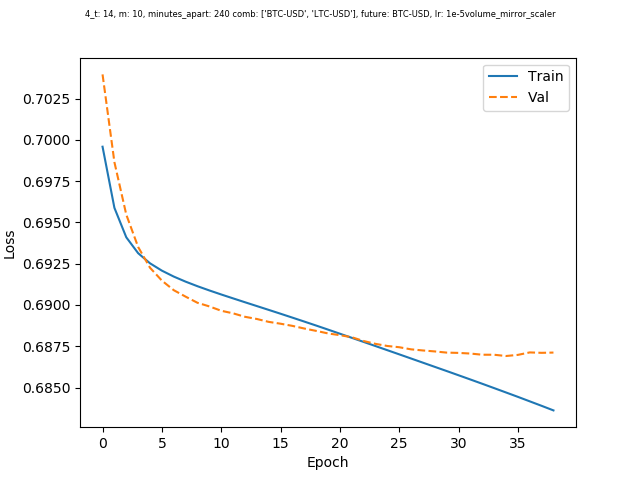 4_t: 14, m: 10, minutes_apart: 240 comb: ['BTC-USD', 'LTC-USD'], future: BTC-USD, lr: 1e-5volume_mirror_scaler
Train
Val
0.7025
0.7000
0.6975
0.6950
0.6925
0.6900
0.6875
0.6850
Loss
0 5 10 15 20 25 30 35
Epoch